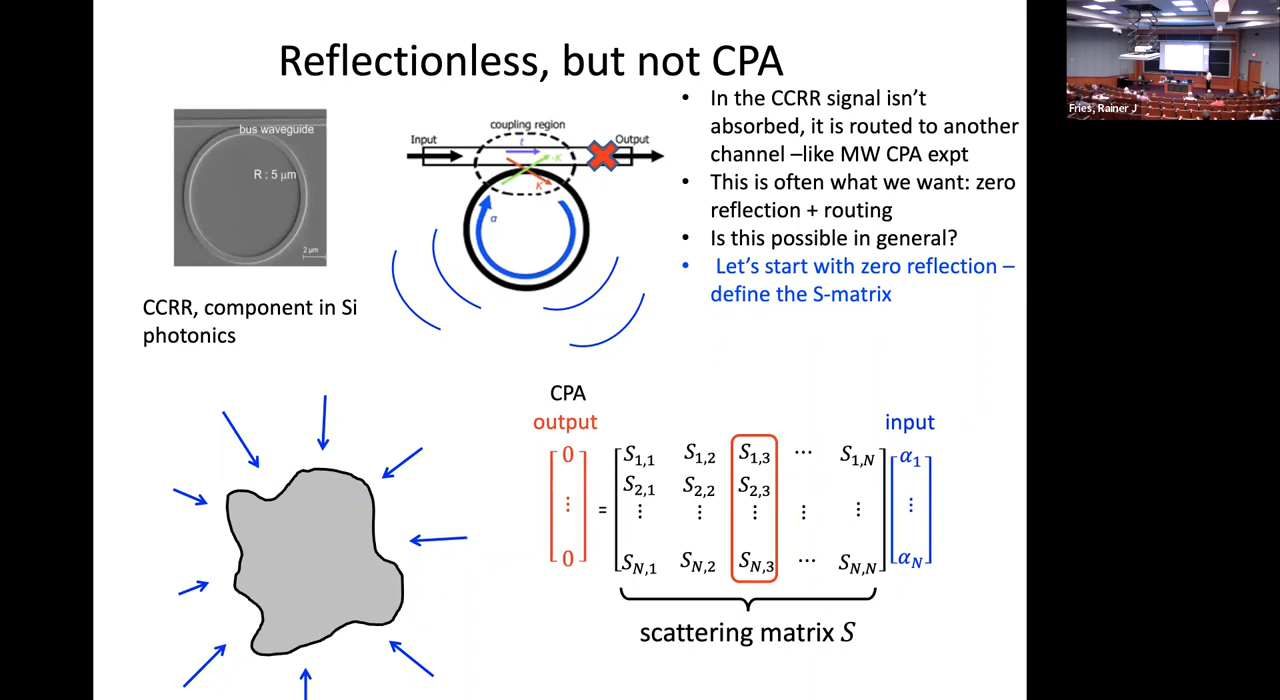 Reflectionless, but not CPA
Fries, Rainer J
bus waveguide
R : 5 μm
2 μm
CCRR, component in Si
photonics
coupling region
Input
Output
t
-K*
K
α
• In the CCRR signal isn’t
absorbed, it is routed to another
channel –like MW CPA expt
• This is often what we want: zero
reflection + routing
• Is this possible in general?
• Let’s start with zero reflection –
define the S-matrix
CPA
output
input
0 S1,1 S1,2 S1,3 ⋯ S1,N α1
S2,1 S2,2 S2,3
⋮ = ⋮ ⋮ ⋮ ⋮ ⋮ ⋮
0 SN,1 SN,2 SN,3 ⋯ SN,N αN
scattering matrix S